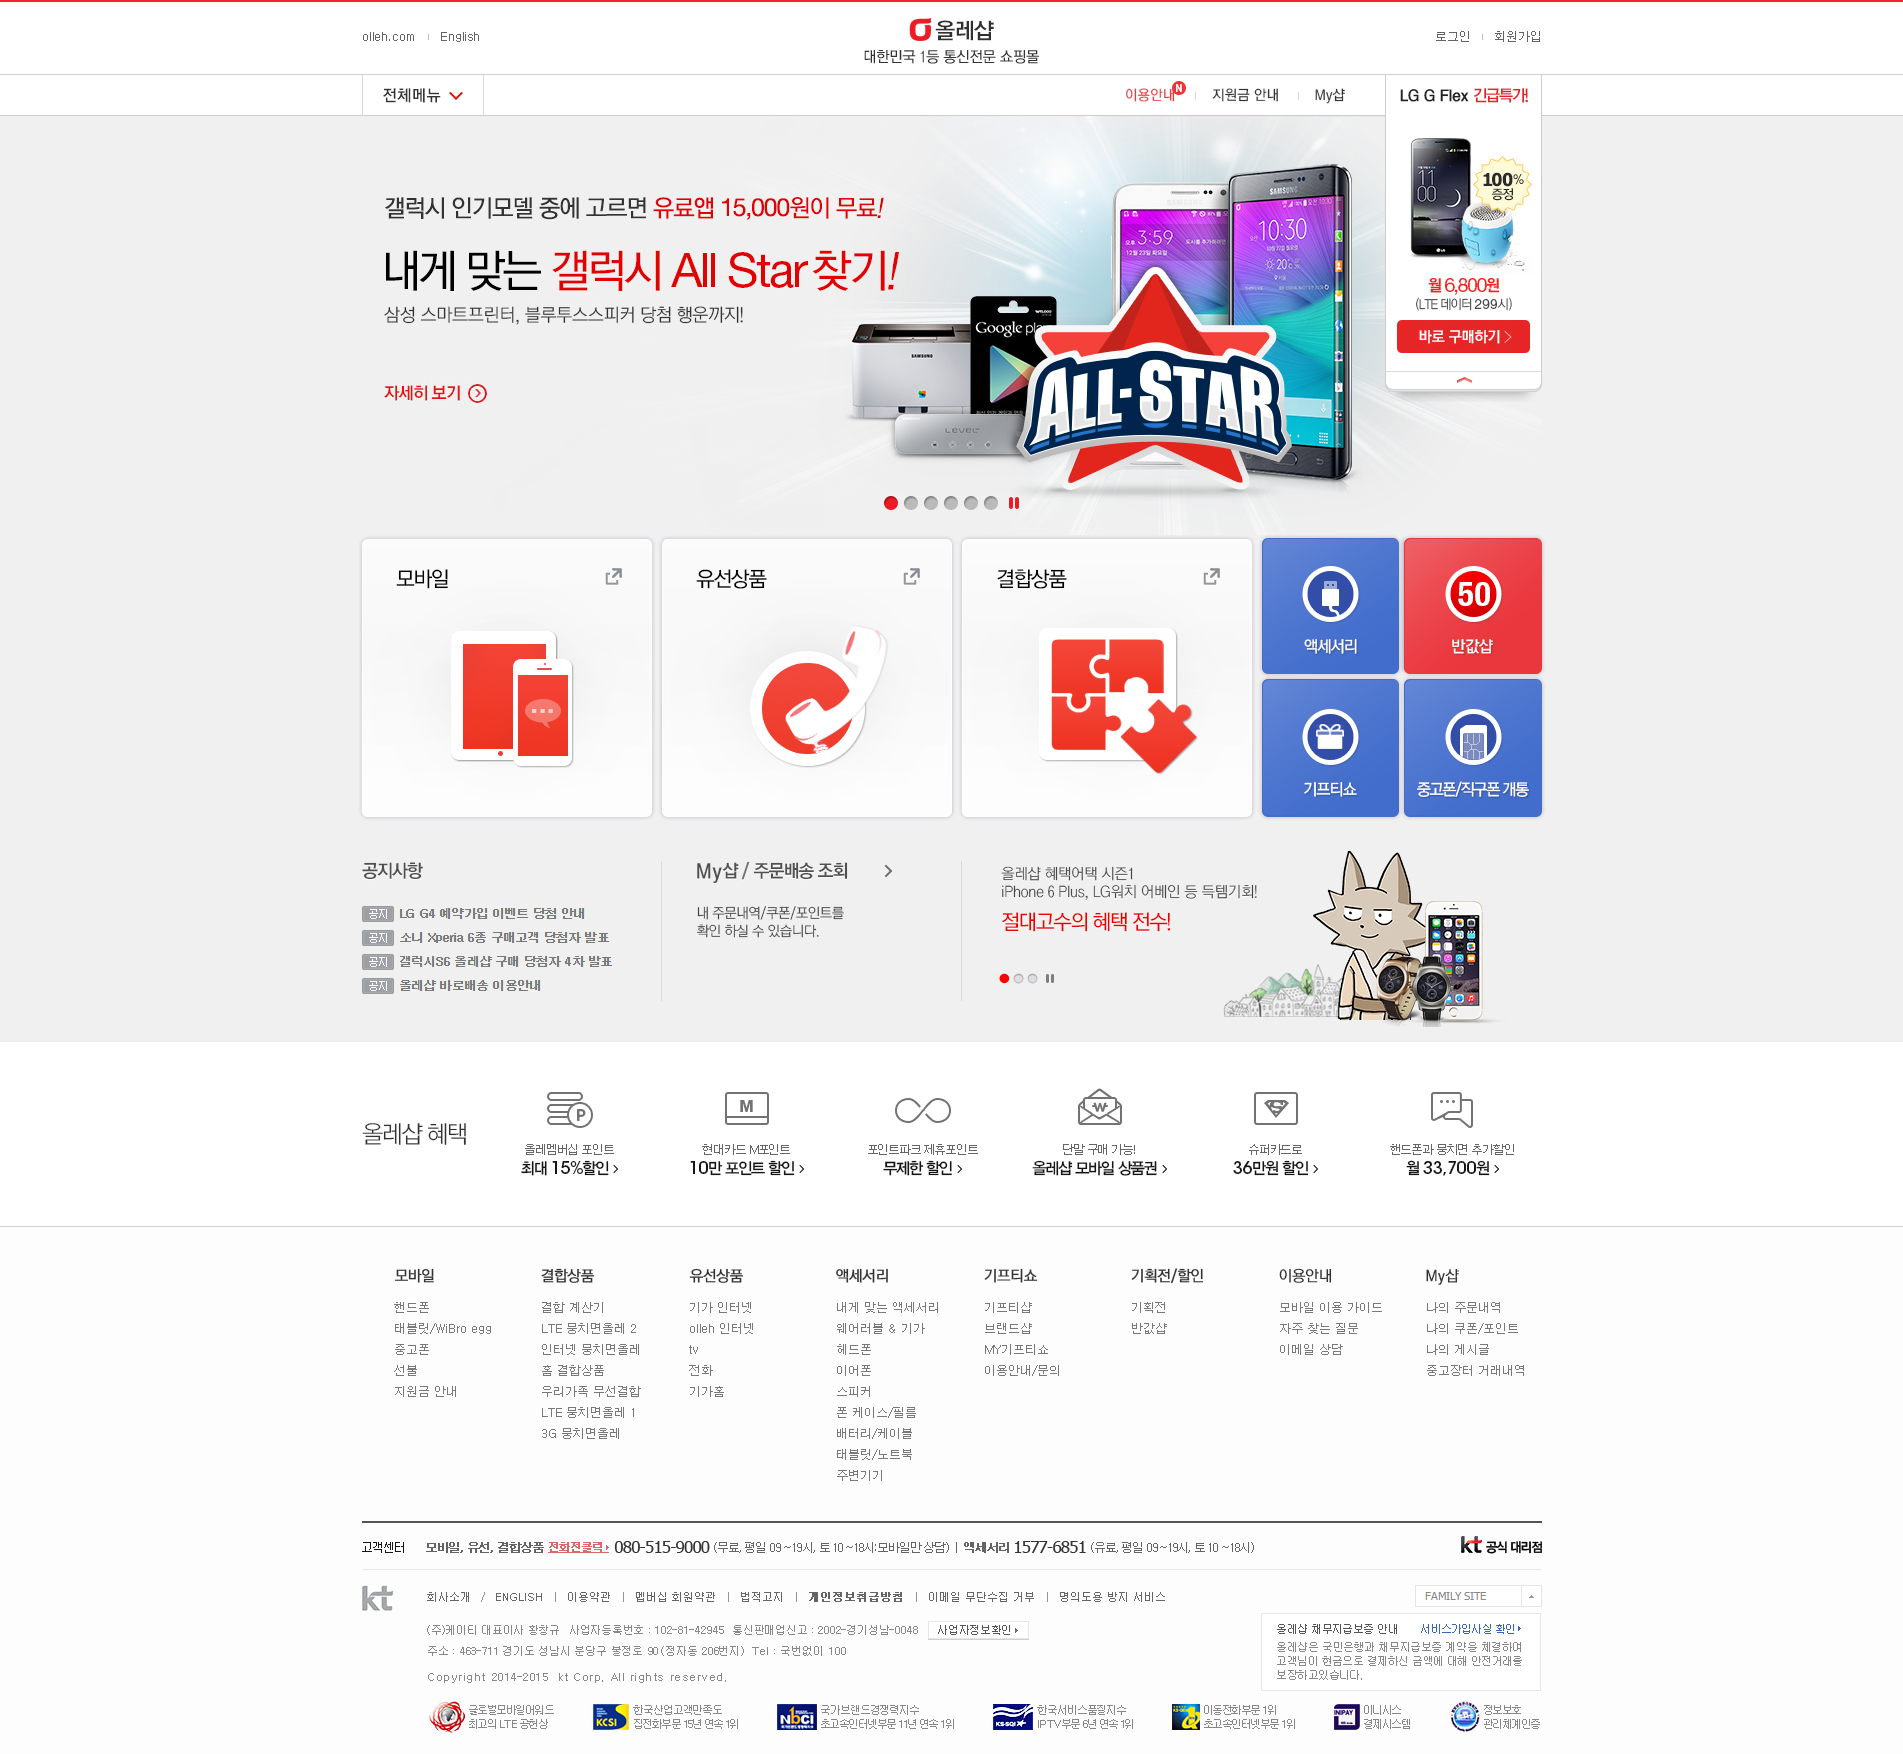 olleh.com
English
올레샵
대한민국 1등 통신전문 쇼핑몰
로그인
회원가입
전체메뉴
이용안내
N
지원금 안내
My샵
LG G Flex 긴급특가!
100%
증정
월 6,800원
(LTE 데이터 299시)
바로 구매하기
갤럭시 인기모델 중에 고르면 유료앱 15,000원이 무료!
내게 맞는 갤럭시 All Star 찾기!
삼성 스마트프린터, 블루투스스피커 당첨 행운까지!
자세히 보기
SAMSUNG
Google play
LEVEL
오후 3:59
12월 23일 화요일
SAMSUNG
10:30
20°c
ALL-STAR
모바일
유선상품
결합상품
액세서리
50
반값샵
기프티쇼
중고폰/직구폰 개통
공지사항
공지 LG G4 예약가입 이벤트 당첨 안내
공지 소니 Xperia 6종 구매고객 당첨자 발표
공지 갤럭시S6 올레샵 구매 당첨자 4차 발표
공지 올레샵 바로배송 이용안내
My샵 / 주문배송 조회
내 주문내역/쿠폰/포인트를
확인 하실 수 있습니다.
올레샵 혜택어택 시즌1
iPhone 6 Plus, LG워치 어베인 등 득템기회!
절대고수의 혜택 전수!
올레샵 혜택
P
올레멤버십 포인트
최대 15%할인
M
현대카드 M포인트
10만 포인트 할인
포인트파크 제휴포인트
무제한 할인
단말 구매 가능!
올레샵 모바일 상품권
슈퍼카드로
36만원 할인
핸드폰과 뭉치면 추가할인
월 33,700원
모바일
핸드폰
태블릿/WiBro egg
중고폰
선불
지원금 안내
결합상품
결합 계산기
LTE 뭉치면올레 2
인터넷 뭉치면올레
홈 결합상품
우리가족 무선결합
LTE 뭉치면올레 1
3G 뭉치면올레
유선상품
기가 인터넷
olleh 인터넷
tv
전화
기가홈
액세서리
내게 맞는 액세서리
웨어러블 & 기가
헤드폰
이어폰
스피커
폰 케이스/필름
배터리/케이블
태블릿/노트북
주변기기
기프티쇼
기프티샵
브랜드샵
MY기프티쇼
이용안내/문의
기획전/할인
기획전
반값샵
이용안내
모바일 이용 가이드
자주 찾는 질문
이메일 상담
My샵
나의 주문내역
나의 쿠폰/포인트
나의 게시글
중고장터 거래내역
고객센터
모바일, 유선, 결합상품 전화전클릭 080-515-9000 (무료, 평일 09~19시, 토 10~18시:모바일만 상담) | 액세서리 1577-6851 (유료, 평일 09~19시, 토 10~18시)
kt 공식 대리점
kt
회사소개 / ENGLISH | 이용약관 | 멤버십 회원약관 | 법적고지 | 개인정보취급방침 | 이메일 무단수집 거부 | 명의도용 방지 서비스
FAMILY SITE
(주)케이티 대표이사 황창규 사업자등록번호 : 102-81-42945 통신판매업신고 : 2002-경기성남-0048 사업자정보확인
주소 : 463-711 경기도 성남시 분당구 불정로 90(정자동 206번지) Tel : 국번없이 100
Copyright 2014-2015 kt Corp. All rights reserved.
올레샵 채무지급보증 안내 서비스가입사실 확인
올레샵은 국민은행과 채무지급보증 계약을 체결하여
고객님이 현금으로 결제하신 금액에 대해 안전거래를
보장하고있습니다.
글로벌모바일어워드
최고의 LTE 공헌상
KCSI
한국산업고객만족도
집전화부문 15년 연속 1위
NBCI
국가브랜드경쟁력지수
초고속인터넷부문 11년 연속 1위
KS-SQI
한국서비스품질지수
IPTV부문 6년 연속 1위
이동전화부문 1위
초고속인터넷부문 1위
INIPAY
이니시스
결제시스템
정보보호
관리체계인증